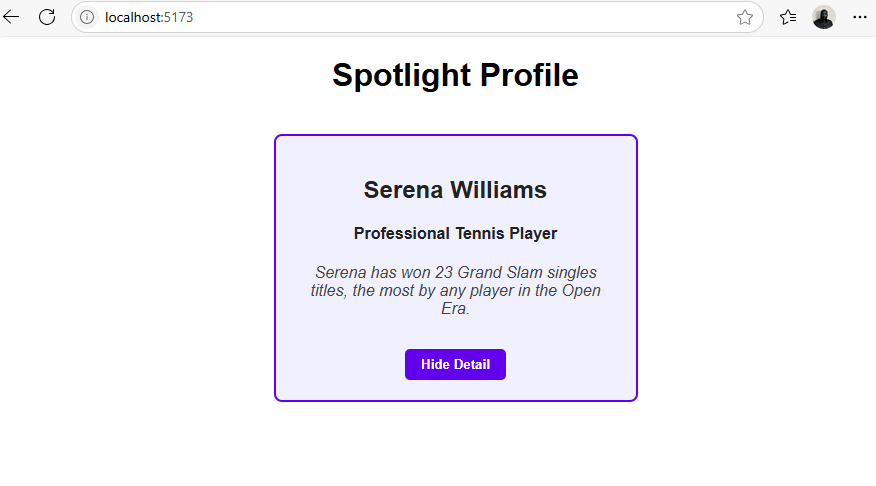 localhost:5173
Spotlight Profile
Serena Williams
Professional Tennis Player
Serena has won 23 Grand Slam singles
titles, the most by any player in the Open
Era.
Hide Detail